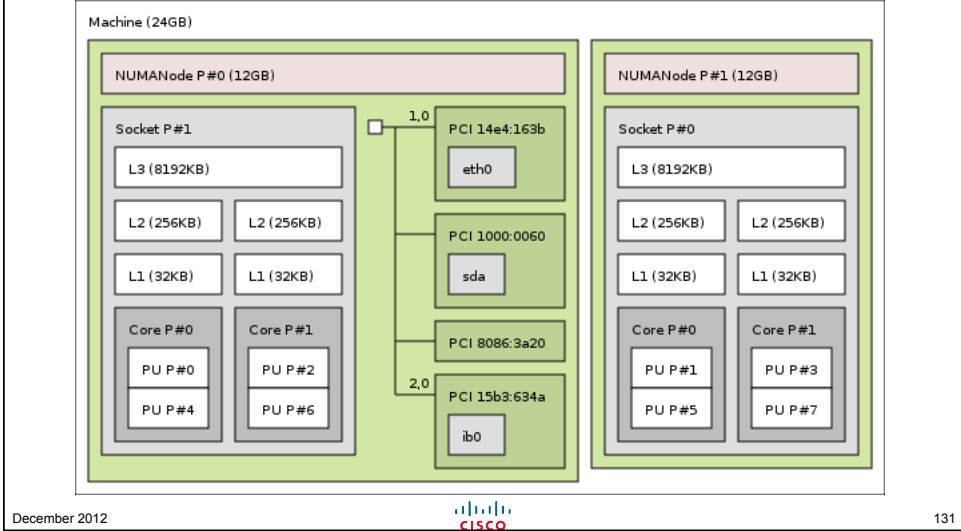 Machine (24GB)
NUMANode P#0 (12GB)
Socket P#1
L3 (8192KB)
L2 (256KB) L2 (256KB)
L1 (32KB) L1 (32KB)
Core P#0 Core P#1
PU P#0 PU P#2
PU P#4 PU P#6
1,0
PCI 14e4:163b
eth0
PCI 1000:0060
sda
PCI 8086:3a20
2,0
PCI 15b3:634a
ib0
NUMANode P#1 (12GB)
Socket P#0
L3 (8192KB)
L2 (256KB) L2 (256KB)
L1 (32KB) L1 (32KB)
Core P#0 Core P#1
PU P#1 PU P#3
PU P#5 PU P#7
December 2012
CISCO
131